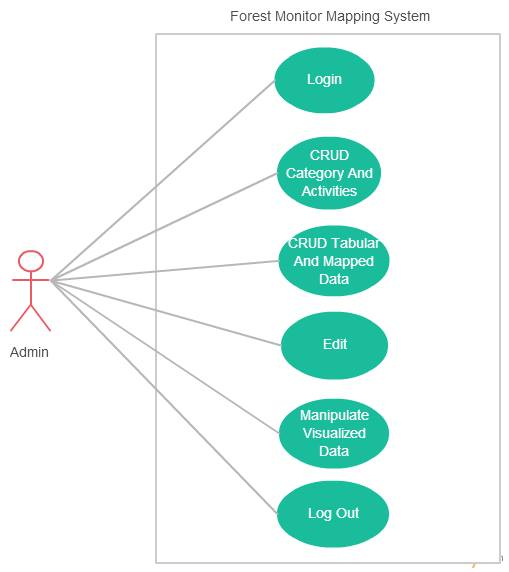 Forest Monitor Mapping System
Login
CRUD
Category And
Activities
CRUD Tabular
And Mapped
Data
Edit
Admin
Manipulate
Visualized
Data
Log Out